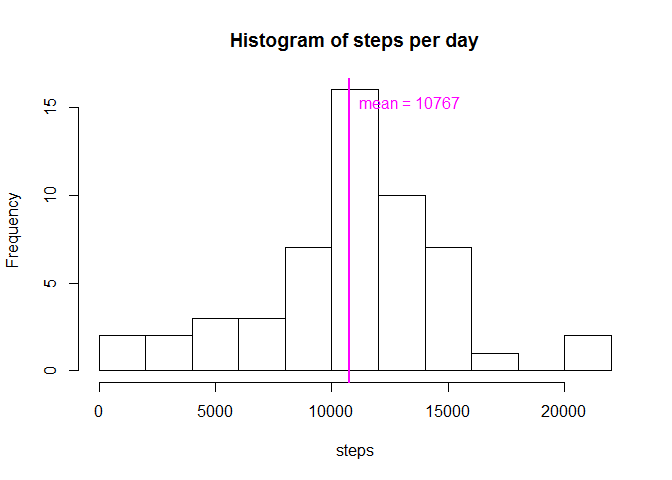 Histogram of steps per day
mean = 10767
Frequency
15
10
5
0
0 5000 10000 15000 20000
steps